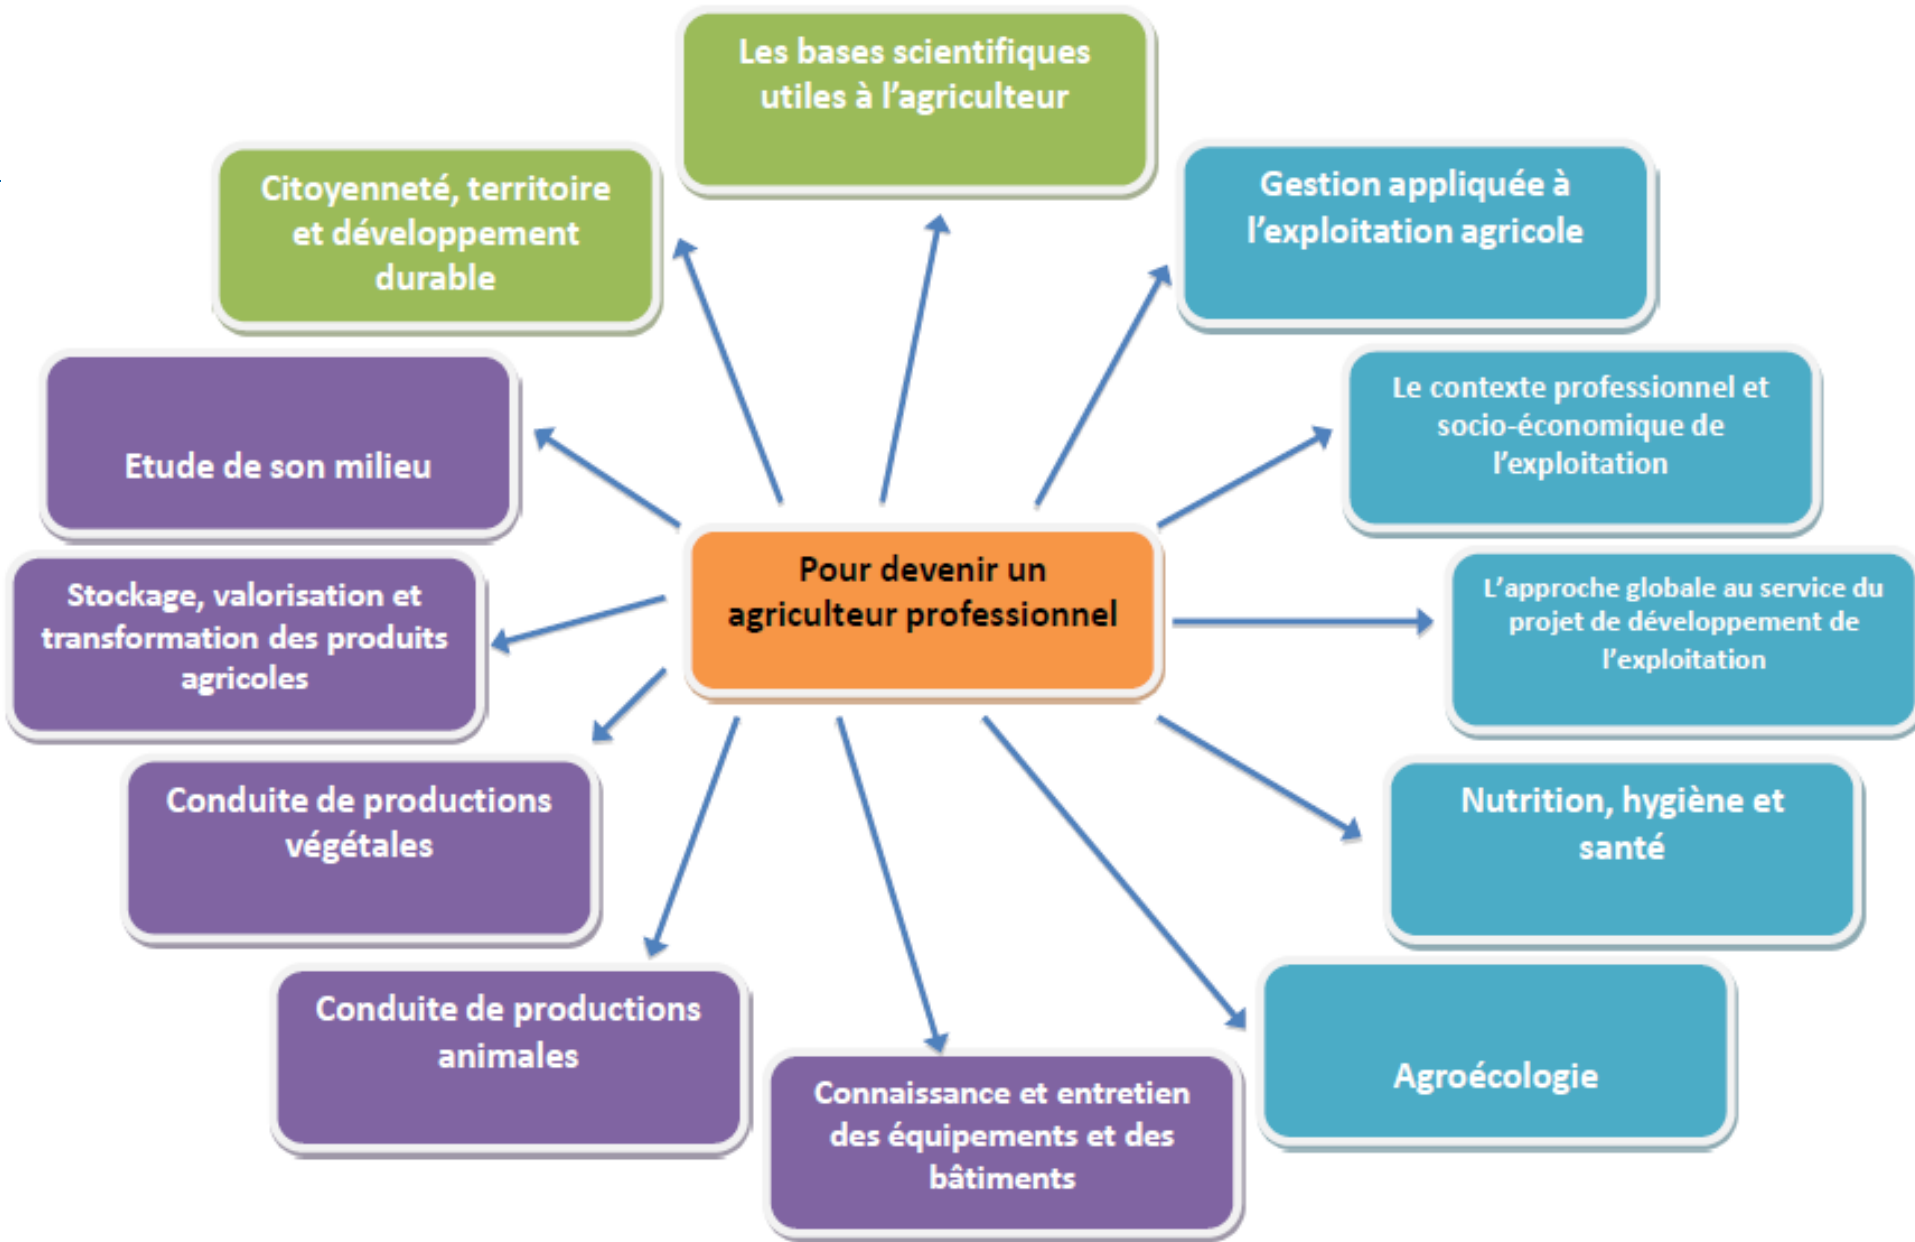 Les bases scientifiques
utiles à l’agriculteur
Citoyenneté, territoire
et développement
durable
Gestion appliquée à
l’exploitation agricole
Etude de son milieu
Le contexte professionnel et
socio-économique de
l’exploitation
Pour devenir un
agriculteur professionnel
Stockage, valorisation et
transformation des produits
agricoles
L’approche globale au service du
projet de développement de
l’exploitation
Conduite de productions
végétales
Nutrition, hygiène et
santé
Conduite de productions
animales
Connaissance et entretien
des équipements et des
bâtiments
Agroécologie